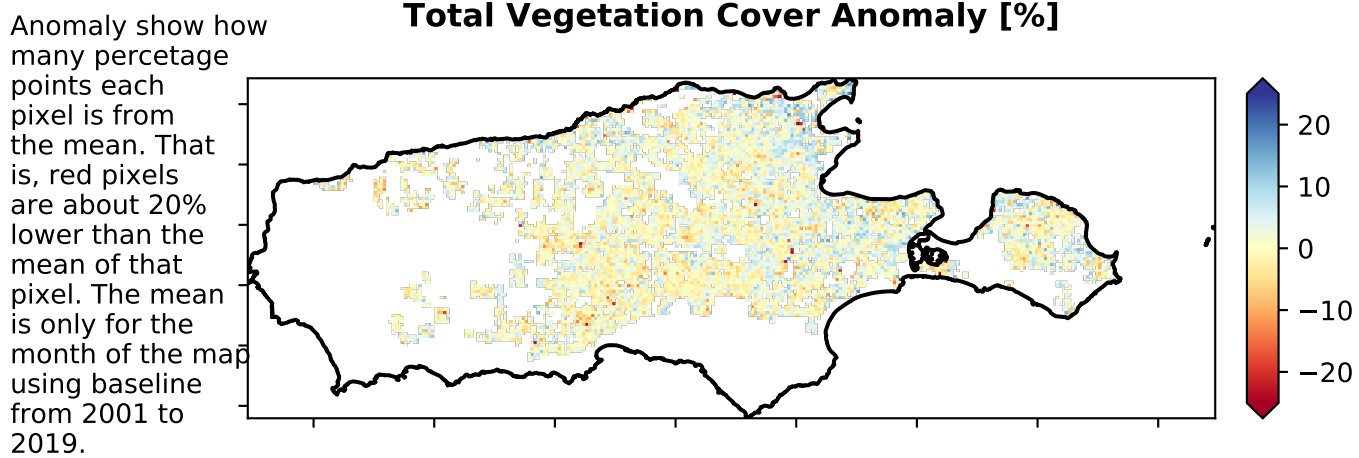 Total Vegetation Cover Anomaly [%]
Anomaly show how
many percetage
points each
pixel is from
the mean. That
is, red pixels
are about 20%
lower than the
mean of that
pixel. The mean
is only for the
month of the map
using baseline
from 2001 to
2019.
20
10
0
−10
−20